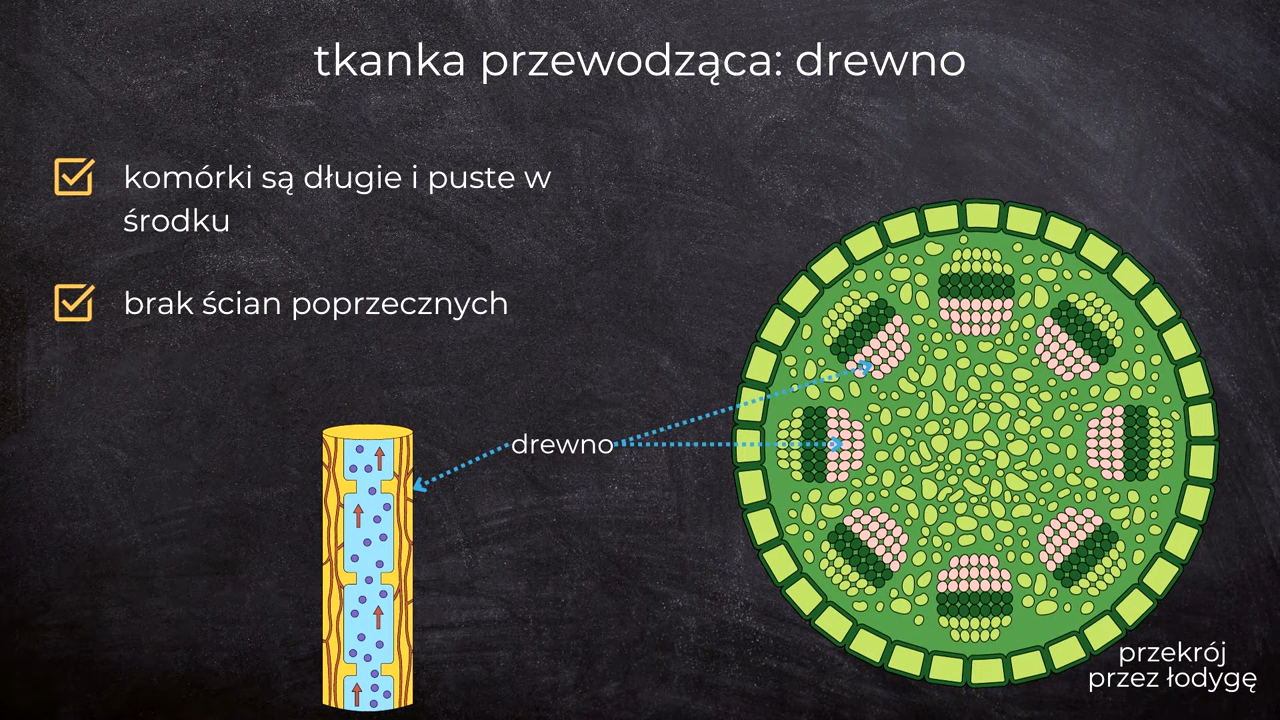 tkanka przewodząca: drewno
komórki są długie i puste w
środku
brak ścian poprzecznych
drewno
przekrój
przez łodygę